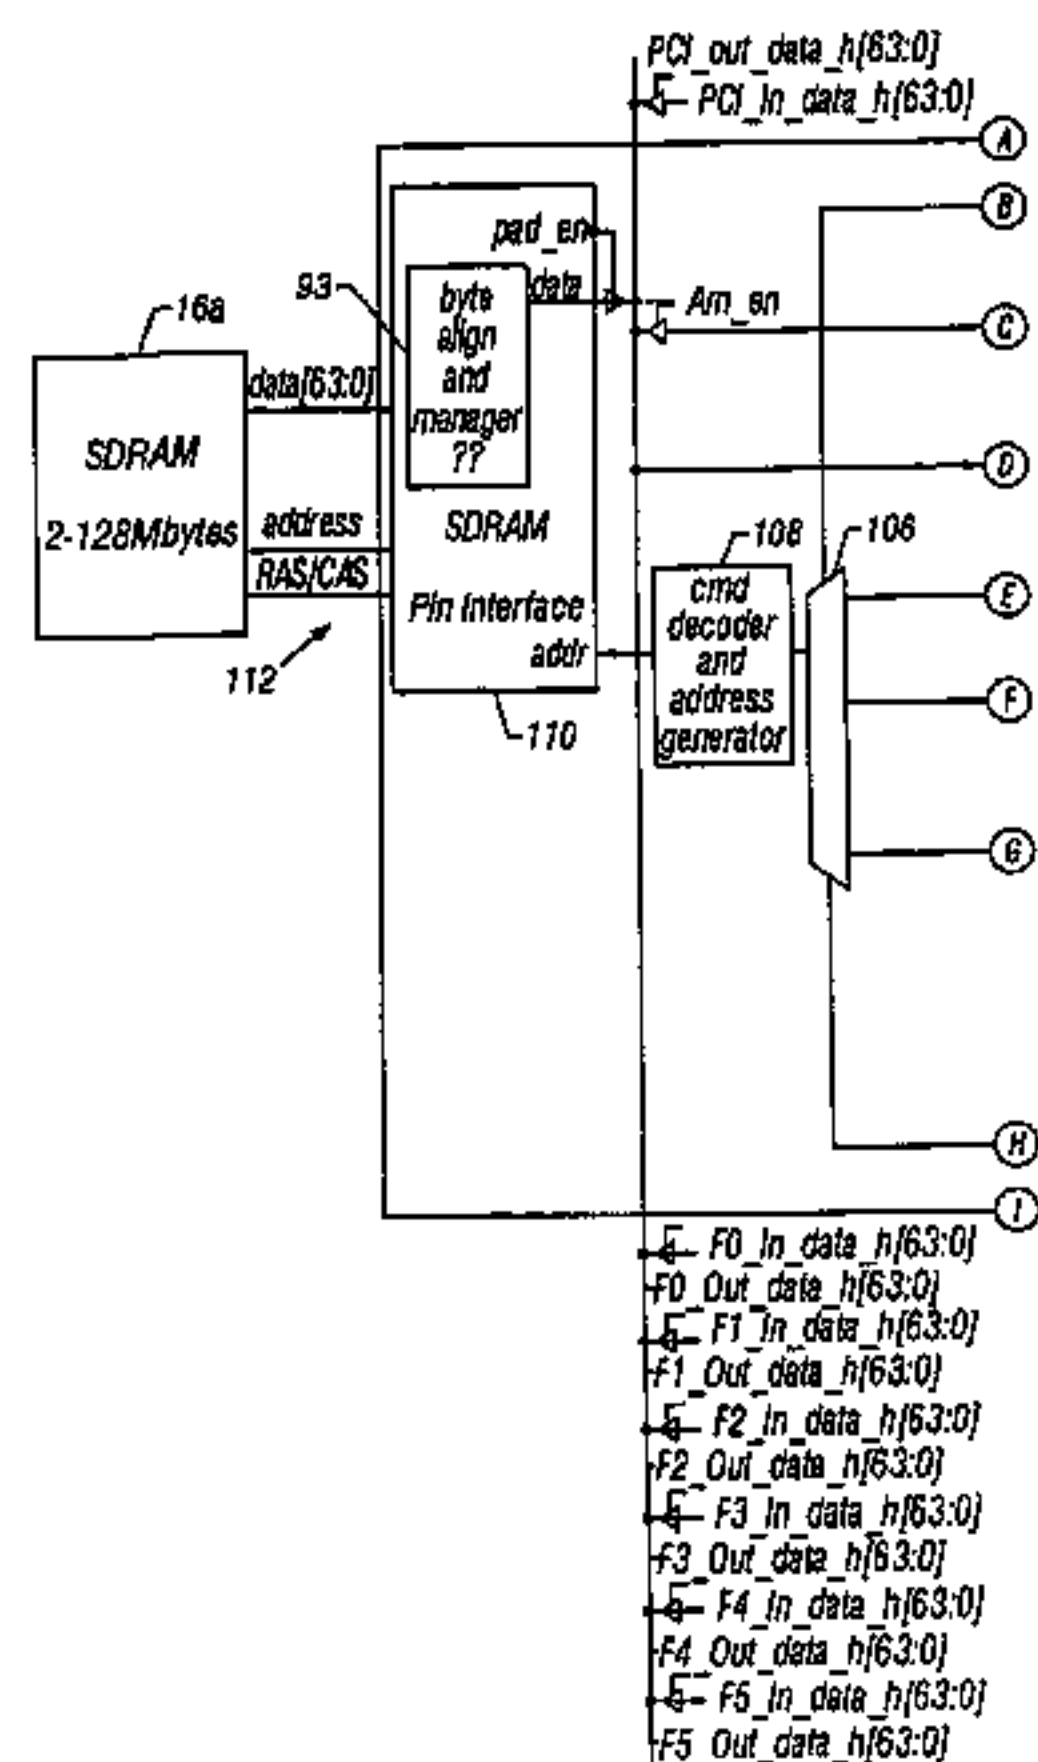 PCI_out_data_h[63:0]
PCI_In_data_h[63:0]
A
B
pad_en
data
93
byte
align
and
manager
??
Am_en
C
16a
data[63:0]
SDRAM
2-128Mbytes
address
RAS/CAS
SDRAM
Pin Interface
addr
112
110
D
108
106
cmd
decoder
and
address
generator
E
F
G
H
I
F0_In_data_h[63:0]
F0_Out_data_h[63:0]
F1_In_data_h[63:0]
F1_Out_data_h[63:0]
F2_In_data_h[63:0]
F2_Out_data_h[63:0]
F3_In_data_h[63:0]
F3_Out_data_h[63:0]
F4_In_data_h[63:0]
F4_Out_data_h[63:0]
F5_In_data_h[63:0]
F5_Out_data_h[63:0]